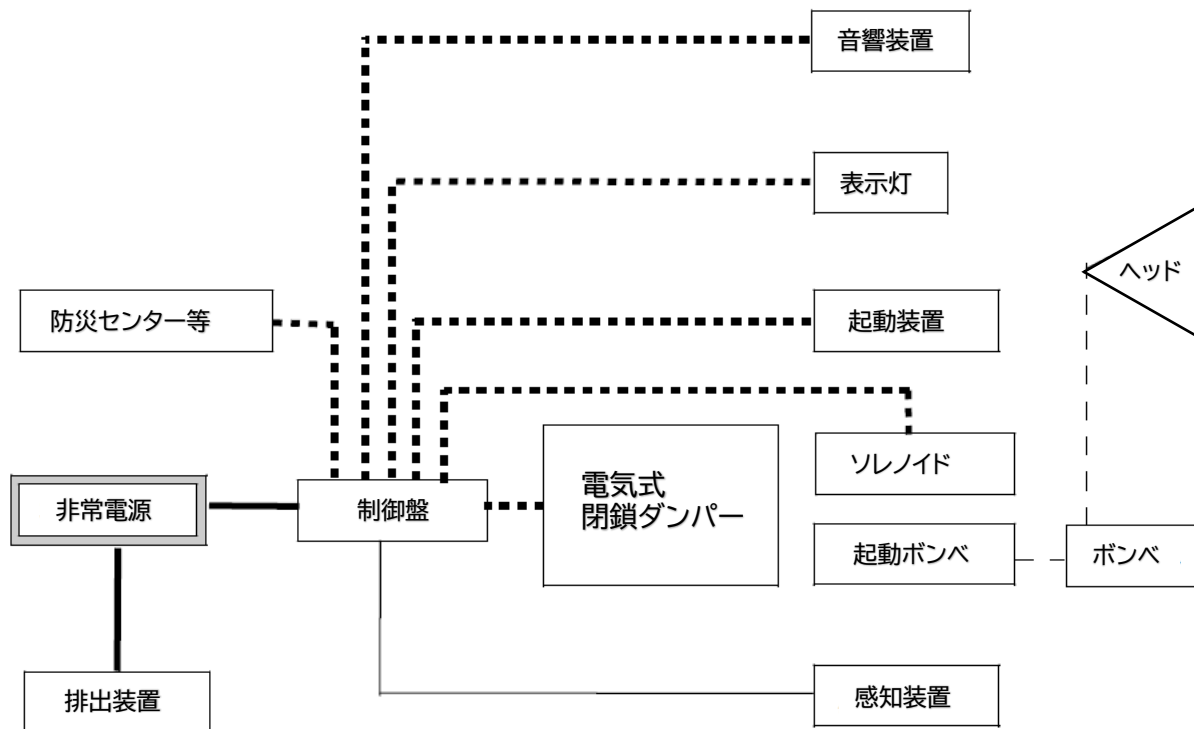 音響装置
表示灯
ヘッド
防災センター等
起動装置
ソレノイド
非常電源
制御盤
電気式
閉鎖ダンパー
起動ボンベ
ボンベ
排出装置
感知装置